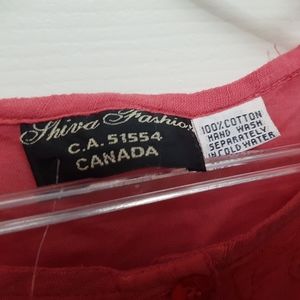 Shiva Fashion
C.A. 51554
CANADA
100% COTTON
HAND WASH
SEPARATELY
IN COLD WATER